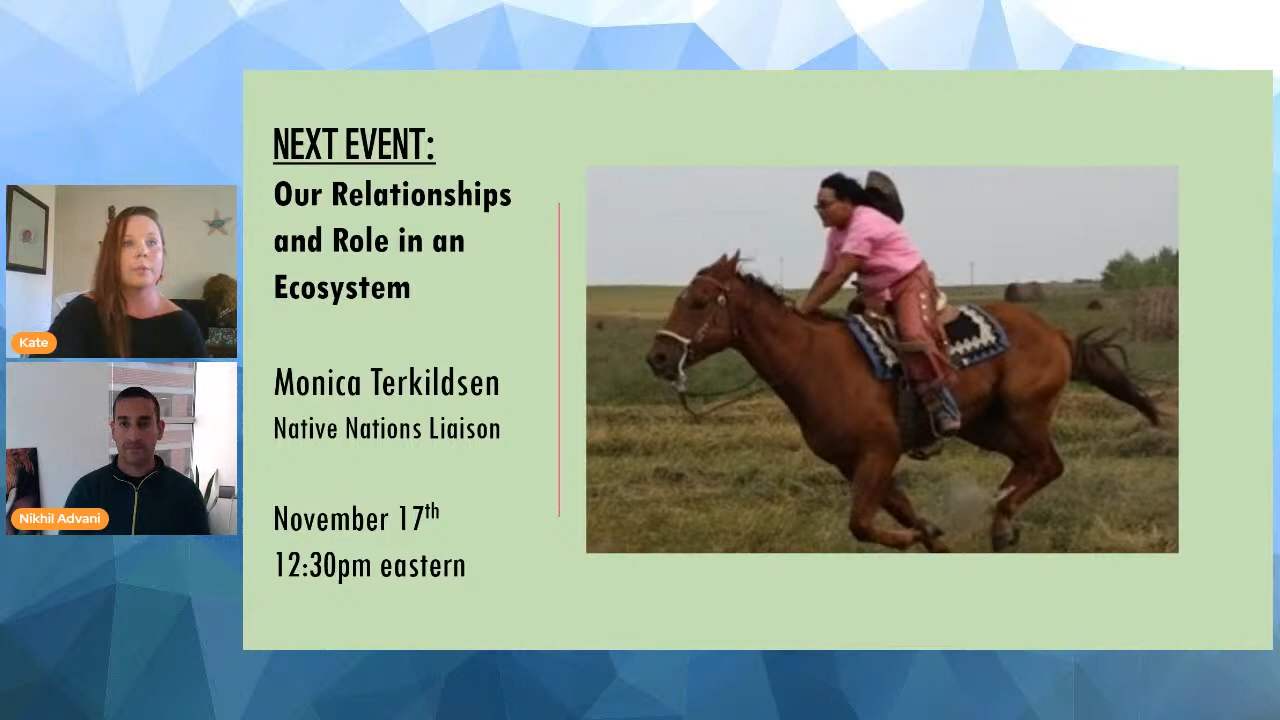 NEXT EVENT:
Our Relationships
and Role in an
Ecosystem
Monica Terkildsen
Native Nations Liaison
November 17th
12:30pm eastern
Kate
Nikhil Advani